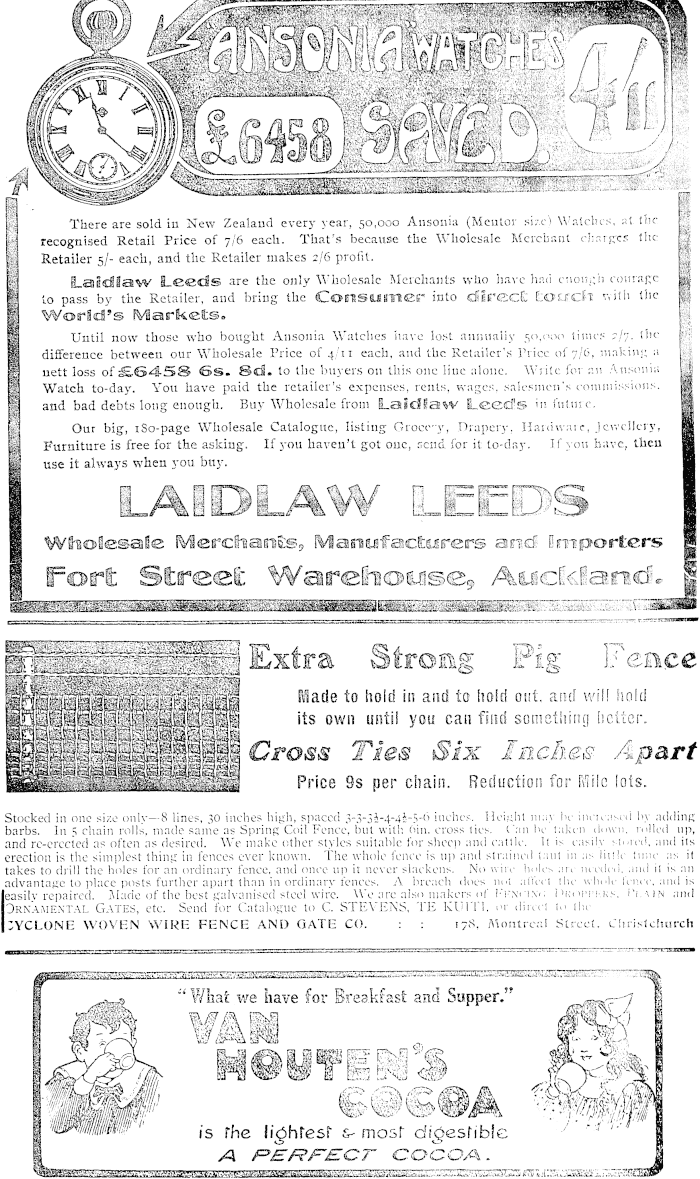 ANSONIA WATCHES
4/11
£6458 SAVED.
There are sold in New Zealand every year, 50,000 Ansonia (Mentor size) Watches, at the
recognised Retail Price of 7/6 each. That's because the Wholesale Merchant charges the
Retailer 5/- each, and the Retailer makes 2/6 profit.
Laidlaw Leeds are the only Wholesale Merchants who have had enough courage
to pass by the Retailer, and bring the Consumer into direct touch with the
World's Markets.
Until now those who bought Ansonia Watches have lost annually 50,000 times 2/7, the
difference between our Wholesale Price of 4/11 each, and the Retailer's Price of 7/6, making a
nett loss of £6458 6s. 8d. to the buyers on this one line alone. Write for an Ansonia
Watch to-day. You have paid the retailer's expenses, rents, wages, salesmen's commissions,
and bad debts long enough. Buy Wholesale from Laidlaw Leeds in future.
Our big, 180-page Wholesale Catalogue, listing Grocery, Drapery, Hardware, Jewellery,
Furniture is free for the asking. If you haven't got one, send for it to-day. If you have, then
use it always when you buy.
LAIDLAW LEEDS
Wholesale Merchants, Manufacturers and Importers
Fort Street Warehouse, Auckland.
Extra Strong Pig Fence
Made to hold in and to hold out, and will hold
its own until you can find something better.
Cross Ties Six Inches Apart
Price 9s per chain. Reduction for Mile lots.
Stocked in one size only—8 lines, 30 inches high, spaced 3-3-3½-4-4½-5-6 inches. Height may be increased by adding
barbs. In 5 chain rolls, made same as Spring Coil Fence, but with 6in. cross ties. Can be taken down, rolled up,
and re-erected as often as desired. We make other styles suitable for sheep and cattle. It is easily stored, and its
erection is the simplest thing in fences ever known. The whole fence is up and strained taut in as little time as it
takes to drill the holes for an ordinary fence, and once up it never slackens. No wire holes are needed, and it is an
advantage to place posts further apart than in ordinary fences. A breach does not affect the whole fence, and is
easily repaired. Made of the best galvanised steel wire. We are also makers of FENCING DROPPERS, PLAIN and
ORNAMENTAL GATES, etc. Send for Catalogue to C. STEVENS, TE KUITI, or direct to the
CYCLONE WOVEN WIRE FENCE AND GATE CO. : : 178, Montreal Street, Christchurch
"What we have for Breakfast and Supper."
VAN
HOUTEN'S
COCOA
is the lightest & most digestible
A PERFECT COCOA.